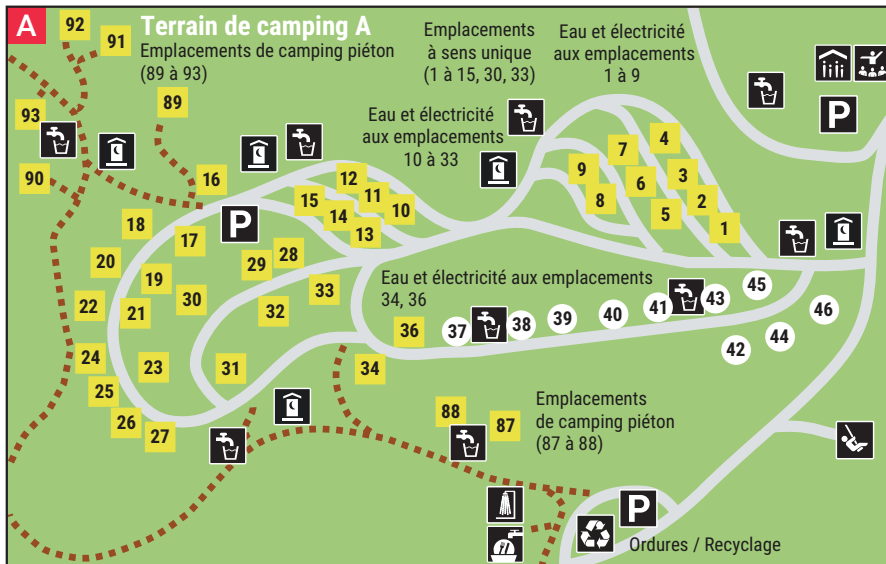 A
Terrain de camping A
Emplacements de camping piéton
(89 à 93)
Emplacements
à sens unique
(1 à 15, 30, 33)
Eau et électricité
aux emplacements
1 à 9
Eau et électricité
aux emplacements
10 à 33
92
91
93
89
90
16
P
P
18
17
20
19
22
21
30
29
28
24
23
25
26
27
31
32
33
15
12
14
11
13
10
9
7
4
8
6
3
5
2
1
Eau et électricité aux emplacements
34, 36
36
34
37
38
39
40
41
43
45
42
44
46
88
87
Emplacements
de camping piéton
(87 à 88)
P
Ordures / Recyclage